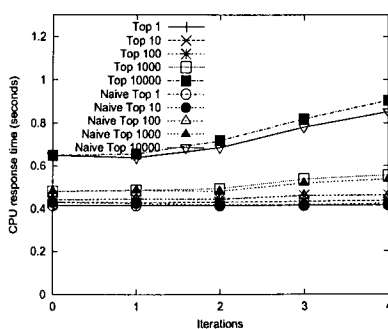 CPU response time (seconds)
1.2
1
0.8
0.6
0.4
0.2
0
Top 1
Top 10
Top 100
Top 1000
Top 10000
Naive Top 1
Naive Top 10
Naive Top 100
Naive Top 1000
Naive Top 10000
0 1 2 3 4
Iterations